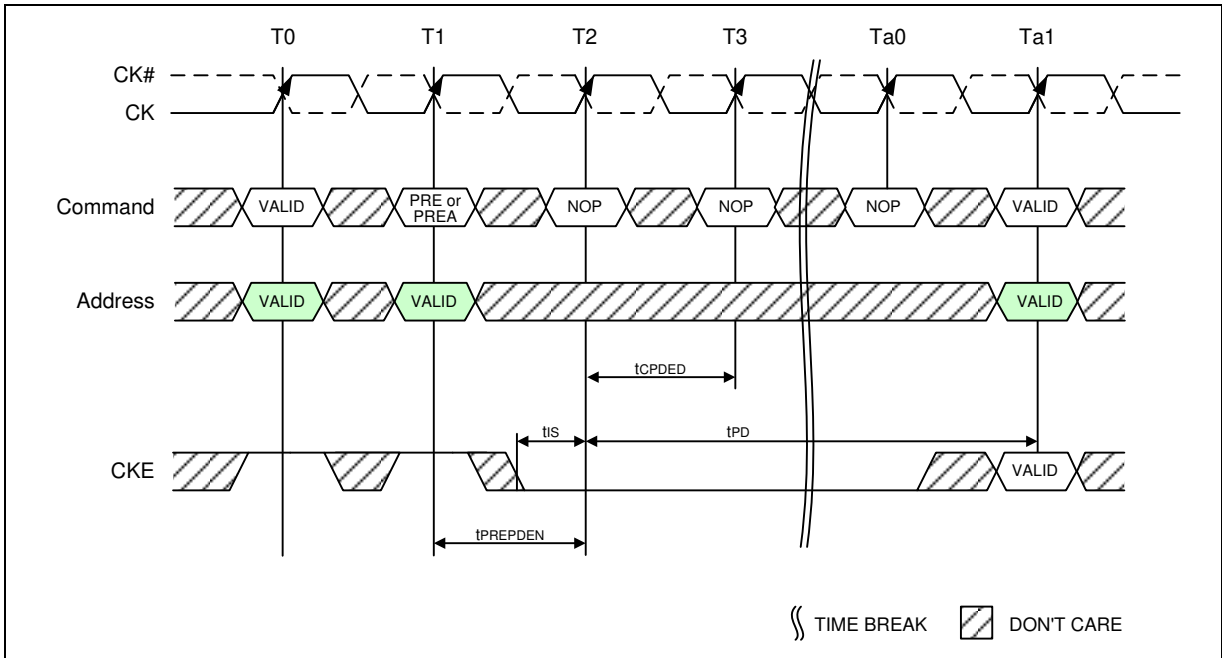 T0 T1 T2 T3 Ta0 Ta1
CK#
CK
Command VALID PRE or PREA NOP NOP NOP VALID
Address VALID VALID VALID
tCPDED
tIS tPD
CKE VALID
tPREPDEN
TIME BREAK DON'T CARE